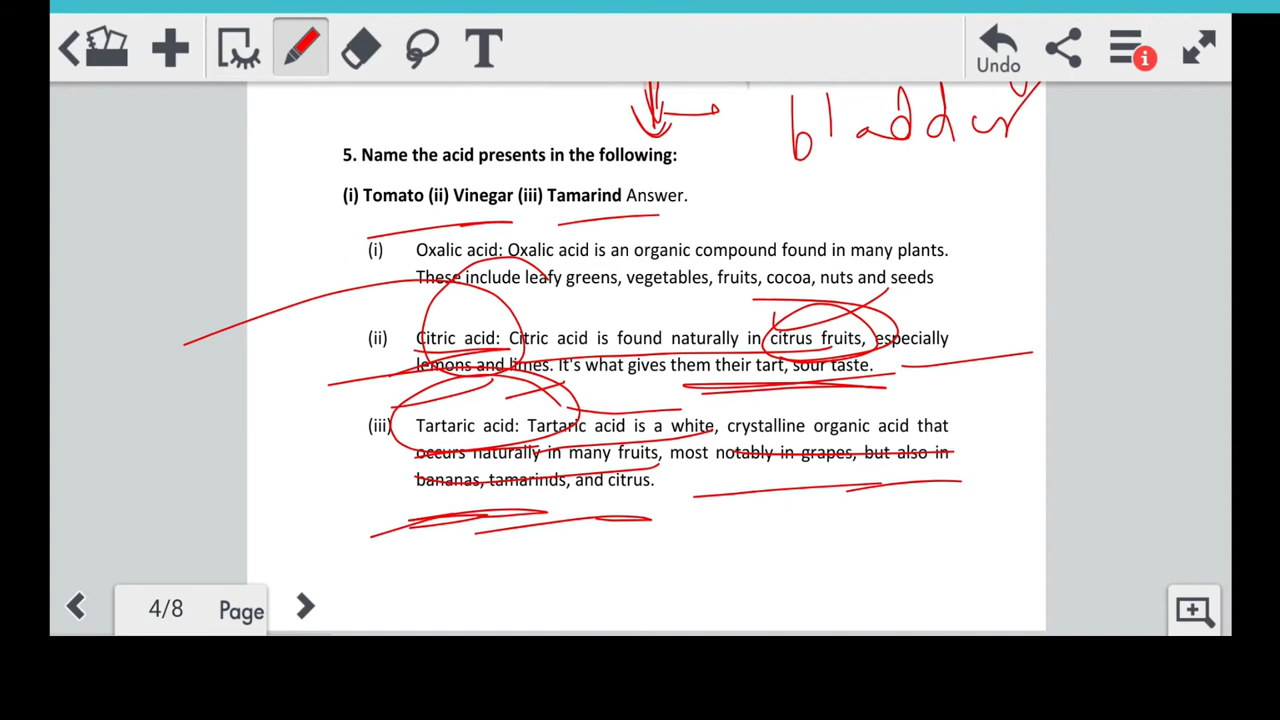 Undo
bladder
5. Name the acid presents in the following:
(i) Tomato (ii) Vinegar (iii) Tamarind Answer.
(i) Oxalic acid: Oxalic acid is an organic compound found in many plants.
These include leafy greens, vegetables, fruits, cocoa, nuts and seeds
(ii) Citric acid: Citric acid is found naturally in citrus fruits, especially
lemons and limes. It's what gives them their tart, sour taste.
(iii) Tartaric acid: Tartaric acid is a white, crystalline organic acid that
occurs naturally in many fruits, most notably in grapes, but also in
bananas, tamarinds, and citrus.
4/8 Page